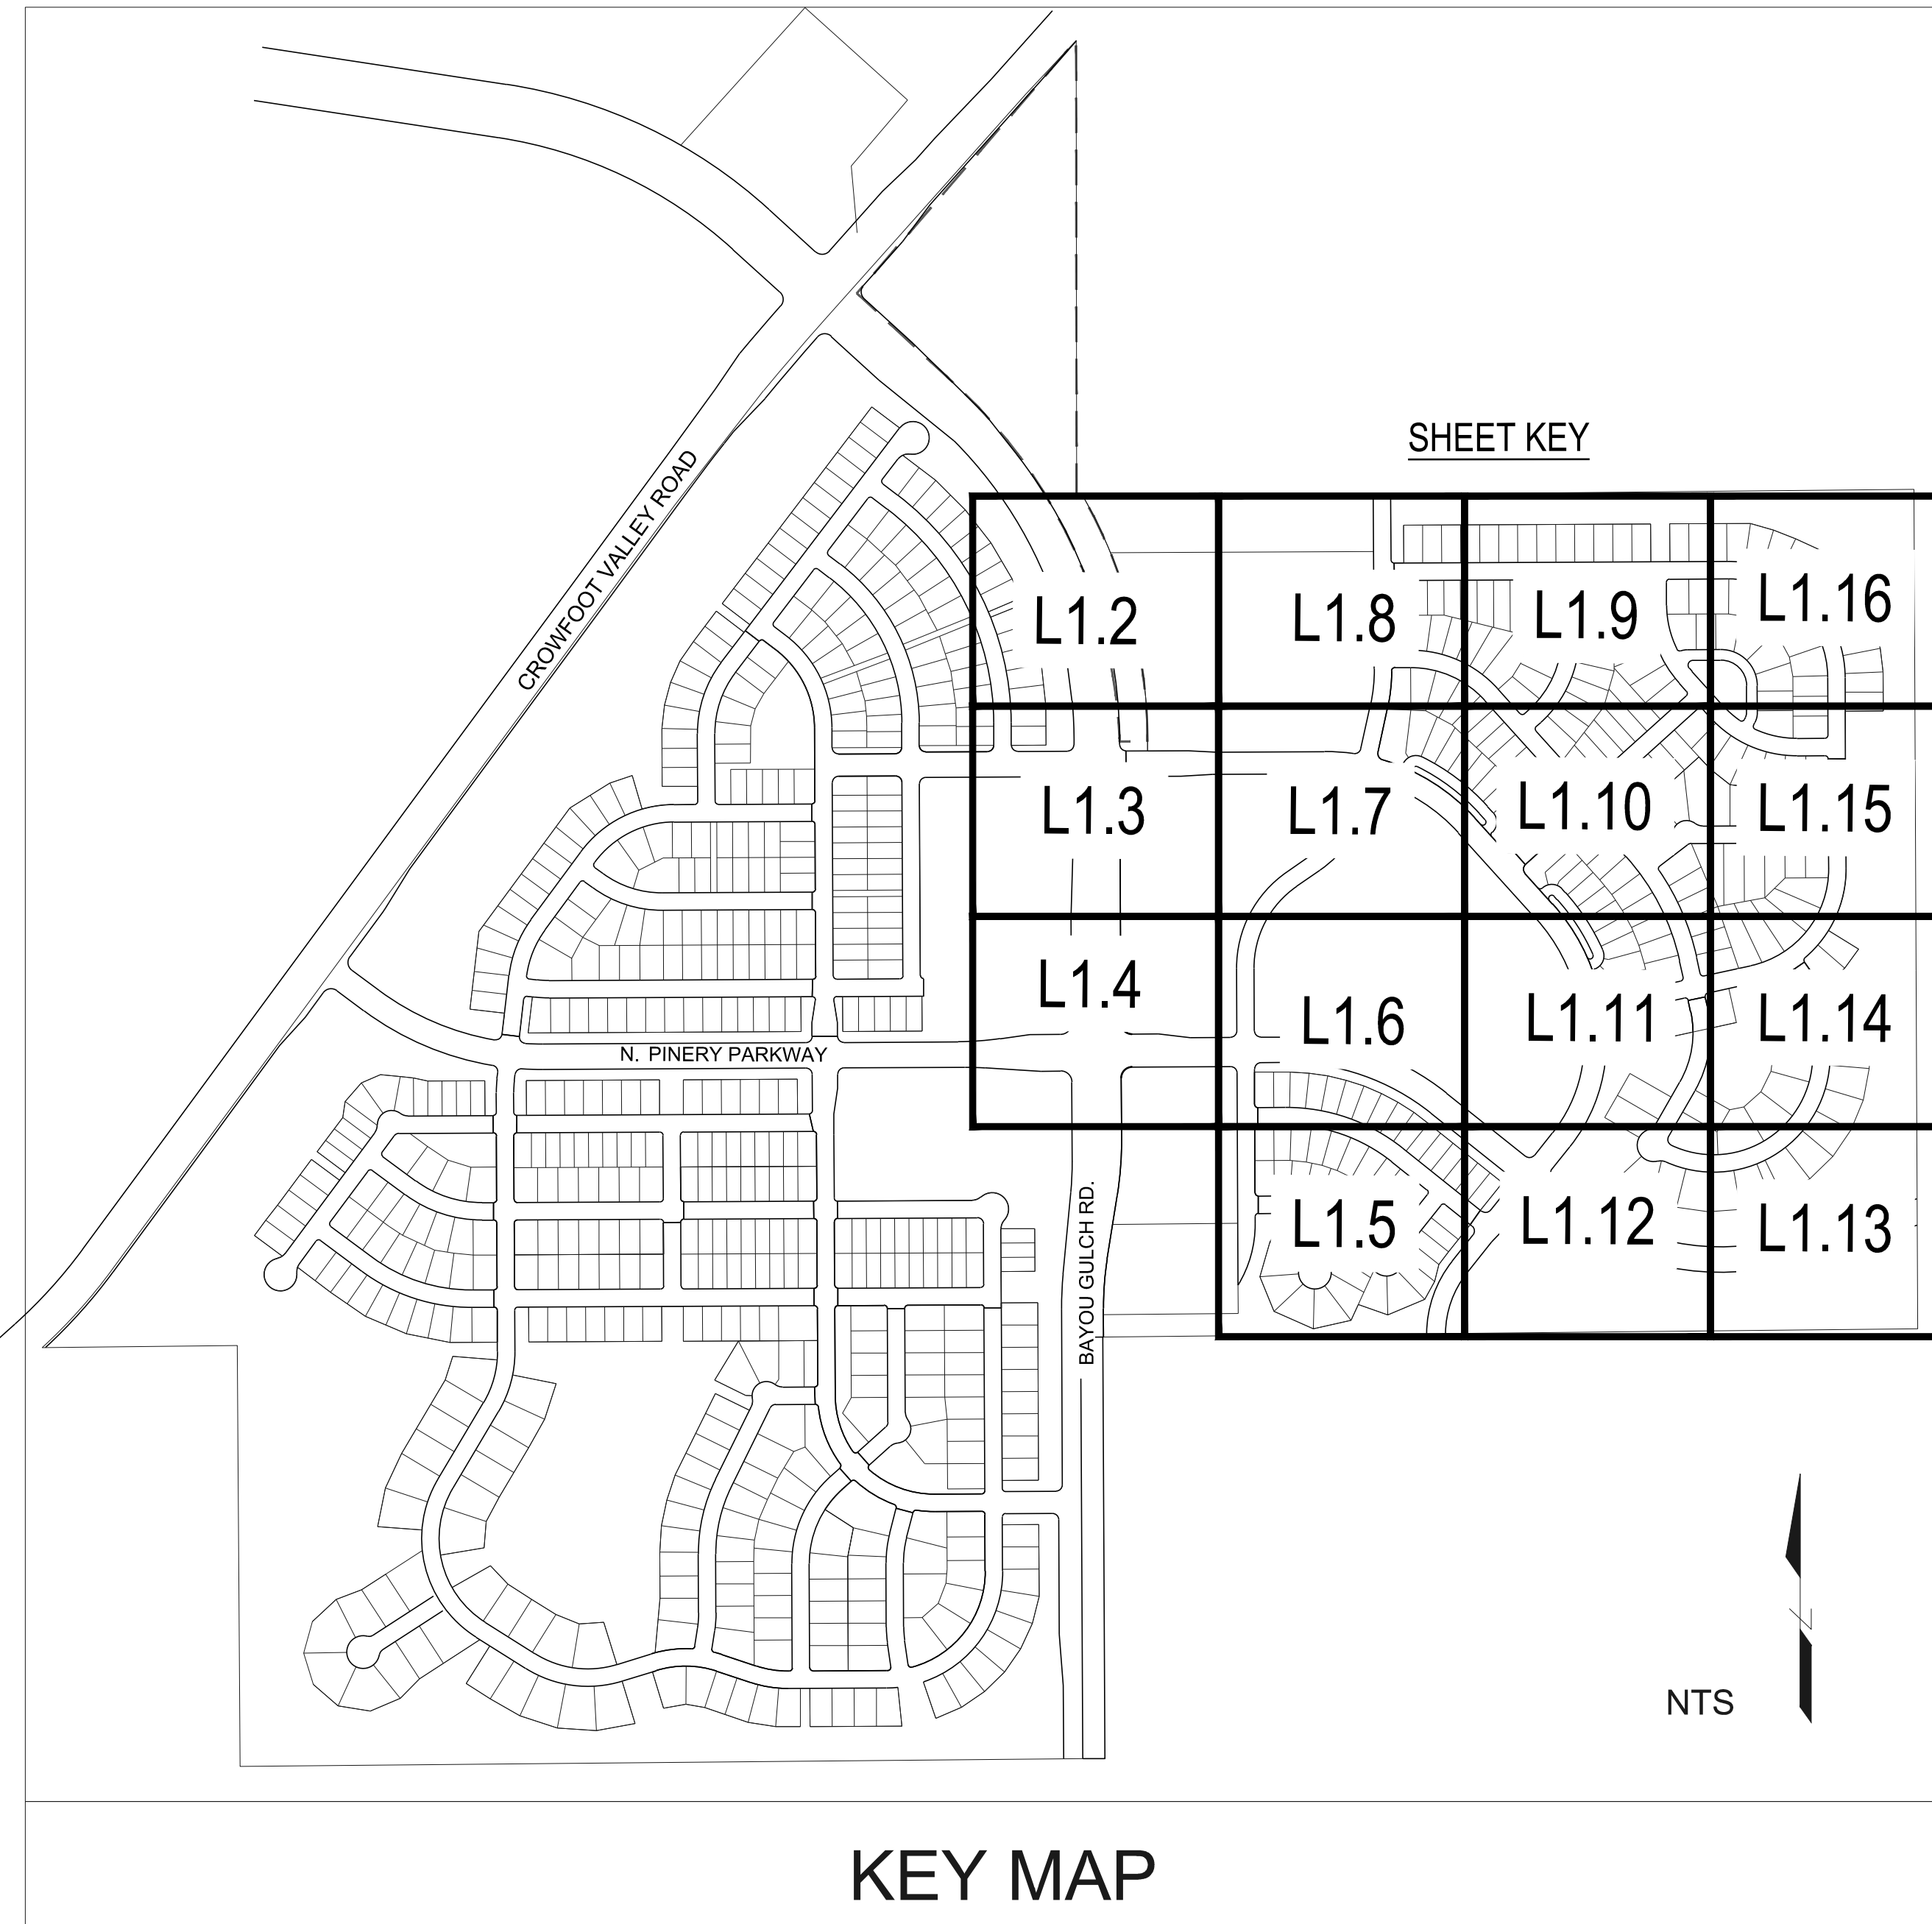 SHEET KEY
CROWFOOT VALLEY ROAD
L1.2
L1.8
L1.9
L1.16
L1.3
L1.7
L1.10
L1.15
L1.4
L1.6
L1.11
L1.14
N. PINERY PARKWAY
L1.5
L1.12
L1.13
BAYOU GULCH RD.
NTS
KEY MAP